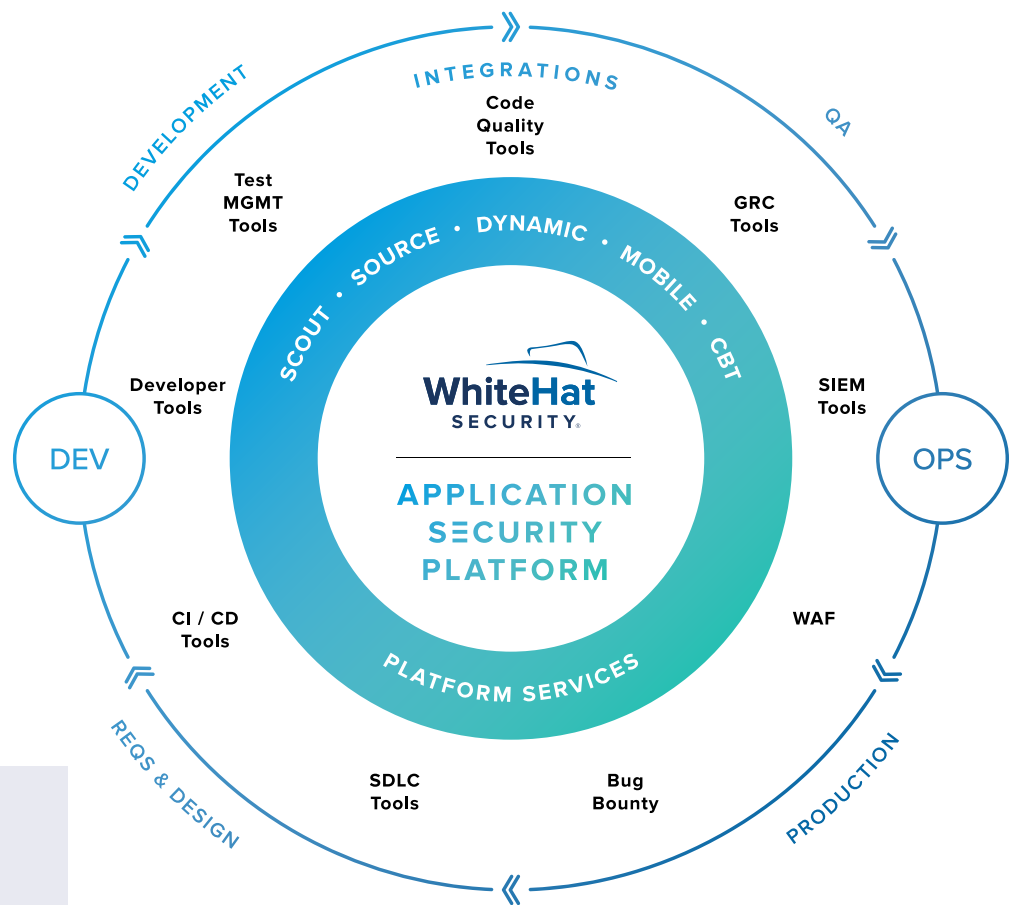 INTEGRATIONS
DEVELOPMENT
QA
Code
Quality
Tools
Test
MGMT
Tools
GRC
Tools
SCOUT • SOURCE • DYNAMIC • MOBILE • CBT
Developer
Tools
SIEM
Tools
DEV
OPS
WhiteHat
SECURITY®
APPLICATION
SECURITY
PLATFORM
CI / CD
Tools
WAF
PLATFORM SERVICES
REQS & DESIGN
PRODUCTION
SDLC
Tools
Bug
Bounty